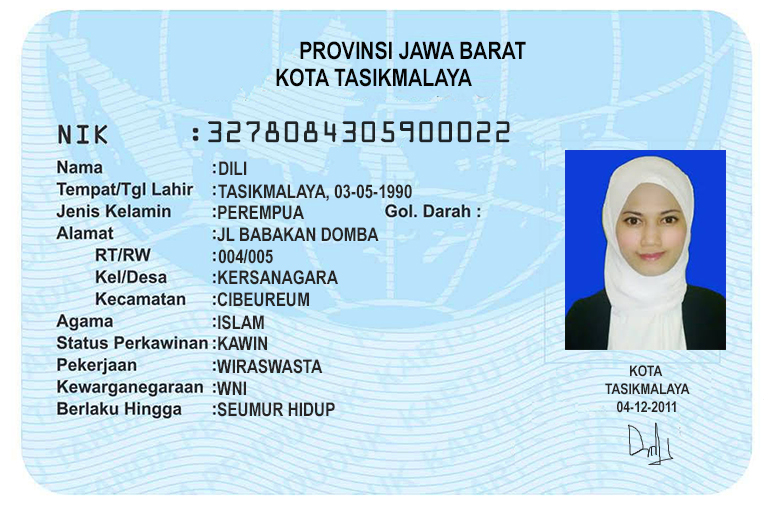 PROVINSI JAWA BARAT
KOTA TASIKMALAYA
NIK :3278084305900022
Nama :DILI
Tempat/Tgl Lahir :TASIKMALAYA, 03-05-1990
Jenis Kelamin :PEREMPUA Gol. Darah :
Alamat :JL BABAKAN DOMBA
RT/RW :004/005
Kel/Desa :KERSANAGARA
Kecamatan :CIBEUREUM
Agama :ISLAM
Status Perkawinan :KAWIN
Pekerjaan :WIRASWASTA
Kewarganegaraan :WNI
Berlaku Hingga :SEUMUR HIDUP
KOTA
TASIKMALAYA
04-12-2011